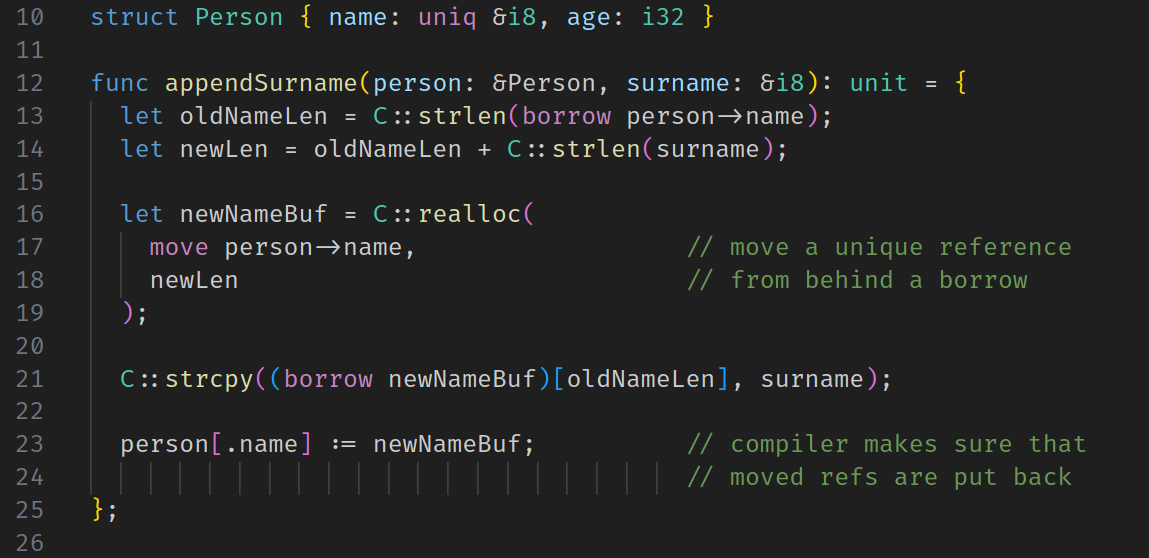 10 struct Person { name: uniq &i8, age: i32 }
11
12 func appendSurname(person: &Person, surname: &i8): unit = {
13 let oldNameLen = C::strlen(borrow person->name);
14 let newLen = oldNameLen + C::strlen(surname);
15
16 let newNameBuf = C::realloc(
17 move person->name, // move a unique reference
18 newLen // from behind a borrow
19 );
20
21 C::strcpy((borrow newNameBuf)[oldNameLen], surname);
22
23 person[.name] := newNameBuf; // compiler makes sure that
24 // moved refs are put back
25 };
26